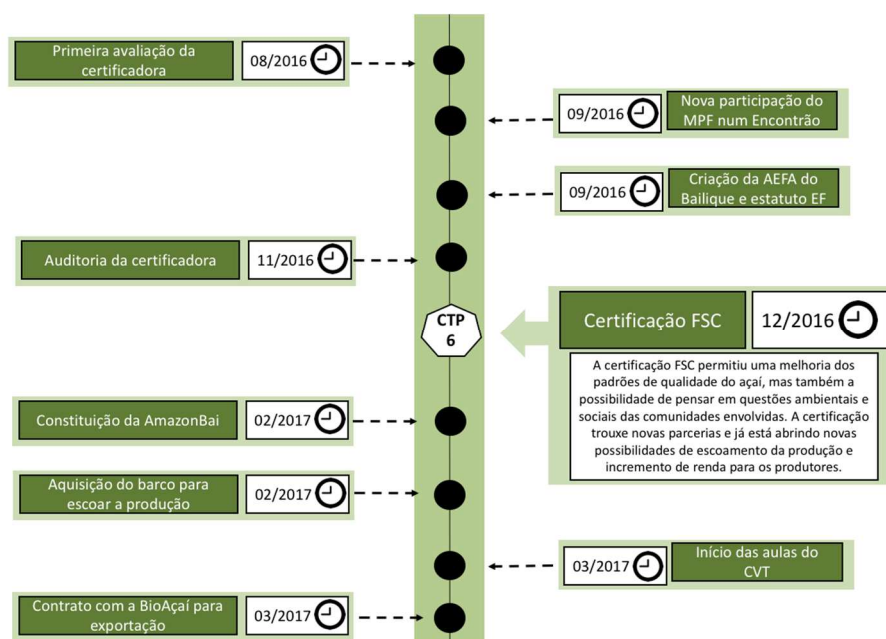 Primeira avaliação da
certificadora
08/2016
09/2016
Nova participação do
MPF num Encontrão
09/2016
Criação da AEFA do
Bailique e estatuto EF
Auditoria da certificadora
11/2016
CTP
6
Certificação FSC
12/2016
A certificação FSC permitiu uma melhoria dos
padrões de qualidade do açaí, mas também a
possibilidade de pensar em questões ambientais e
sociais das comunidades envolvidas. A certificação
trouxe novas parcerias e já está abrindo novas
possibilidades de escoamento da produção e
incremento de renda para os produtores.
Constituição da AmazonBai
02/2017
Aquisição do barco para
escoar a produção
02/2017
03/2017
Início das aulas do
CVT
Contrato com a BioAçaí para
exportação
03/2017